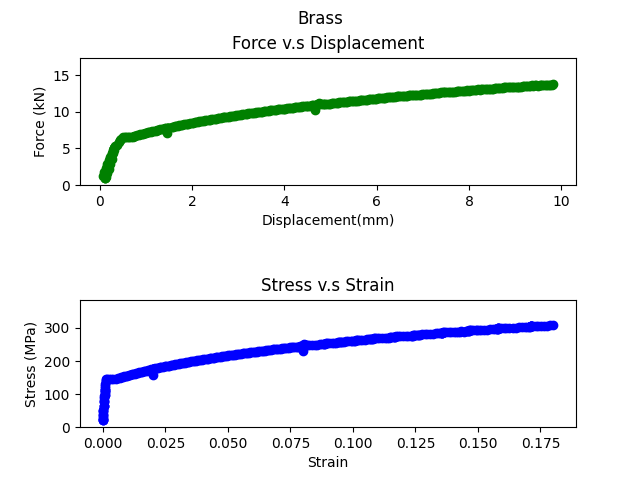 Brass
Force v.s Displacement
15
10
5
0
Force (kN)
0 2 4 6 8 10
Displacement(mm)
Stress v.s Strain
300
200
100
0
Stress (MPa)
0.000 0.025 0.050 0.075 0.100 0.125 0.150 0.175
Strain